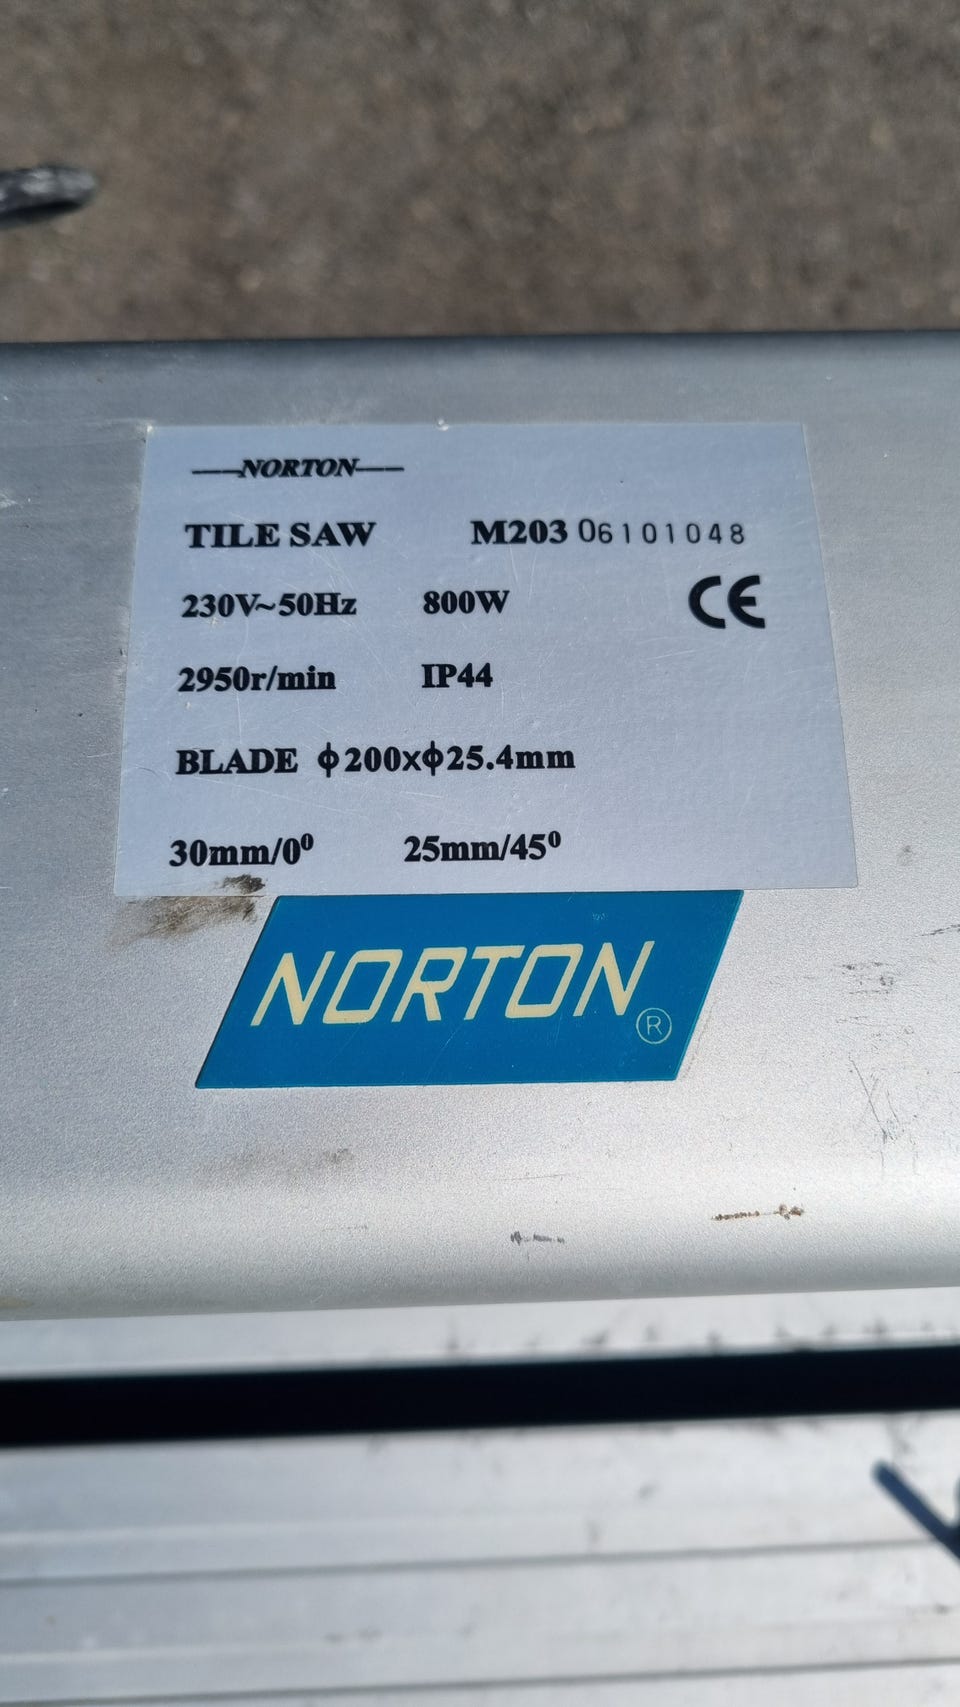 NORTON
TILE SAW M203 06101048
230V~50Hz 800W CE
2950r/min IP44
BLADE ϕ200xϕ25.4mm
30mm/0⁰ 25mm/45⁰
NORTON ®